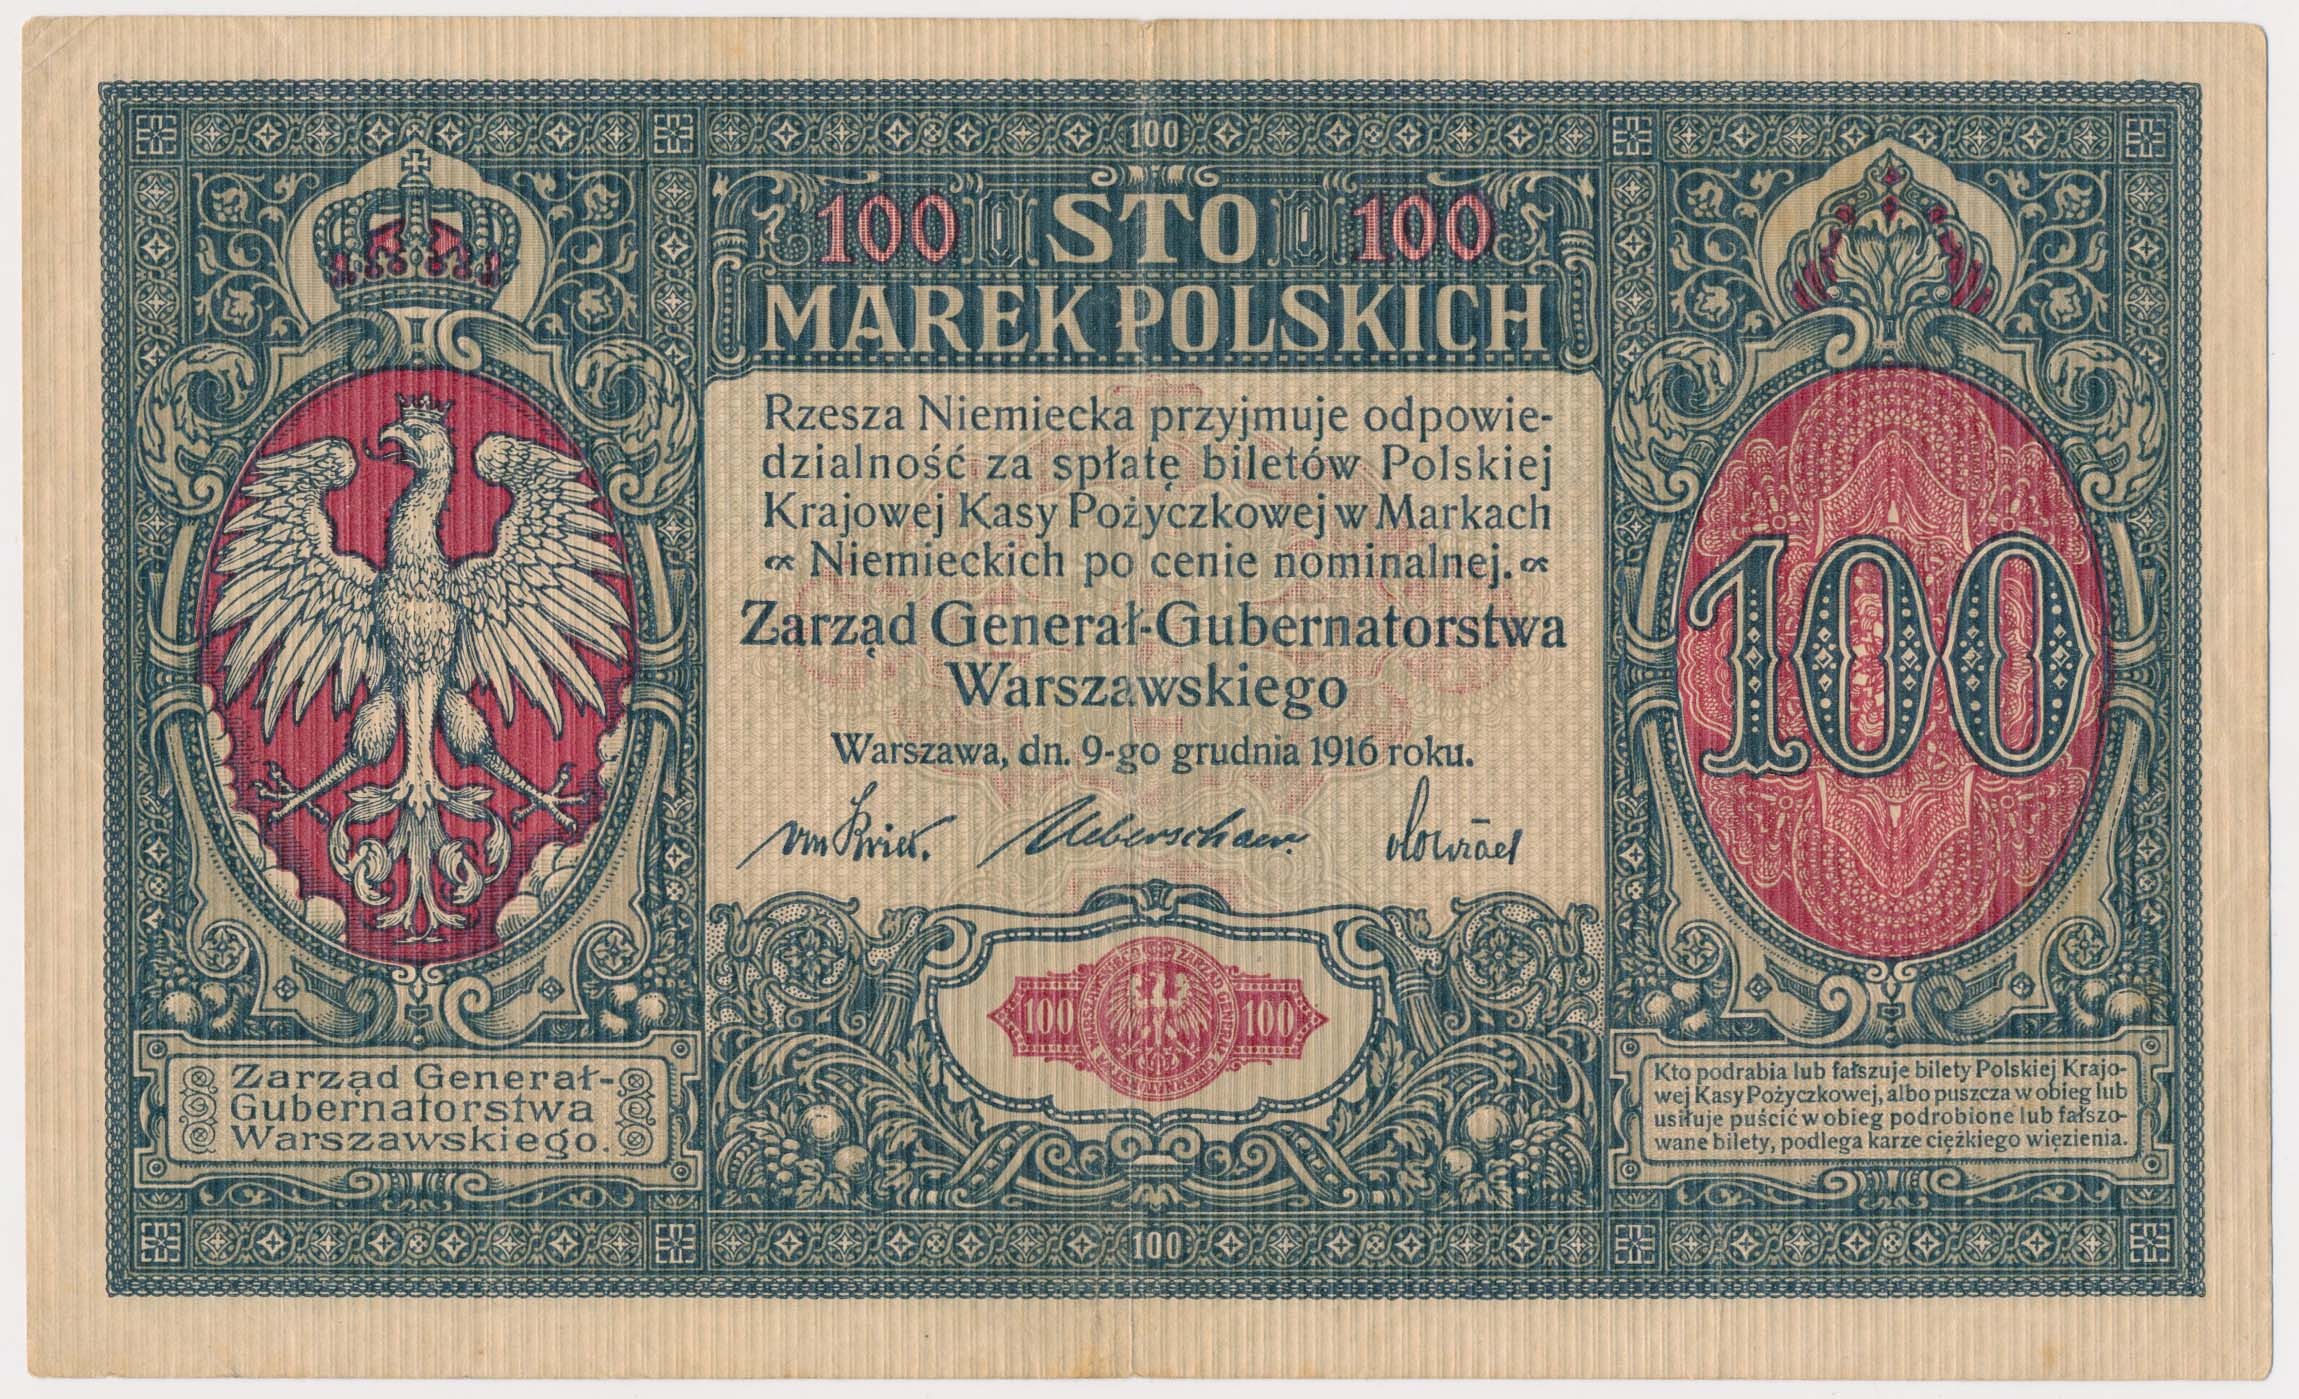 100
100 STO 100
MAREK POLSKICH
Rzesza Niemiecka przyjmuje odpowie-
dzialność za spłatę biletów Polskiej
Krajowej Kasy Pożyczkowej w Markach
Niemieckich po cenie nominalnej.
Zarząd Generał-Gubernatorstwa
Warszawskiego
Warszawa, dn. 9-go grudnia 1916 roku.
von Kries.
100
100 100
Zarząd Generał-
Gubernatorstwa
Warszawskiego.
Kto podrabia lub fałszuje bilety Polskiej Krajo-
wej Kasy Pożyczkowej, albo puszcza w obieg lub
usiłuje puścić w obieg podrobione lub fałszo-
wane bilety, podlega karze ciężkiego więzienia.
100